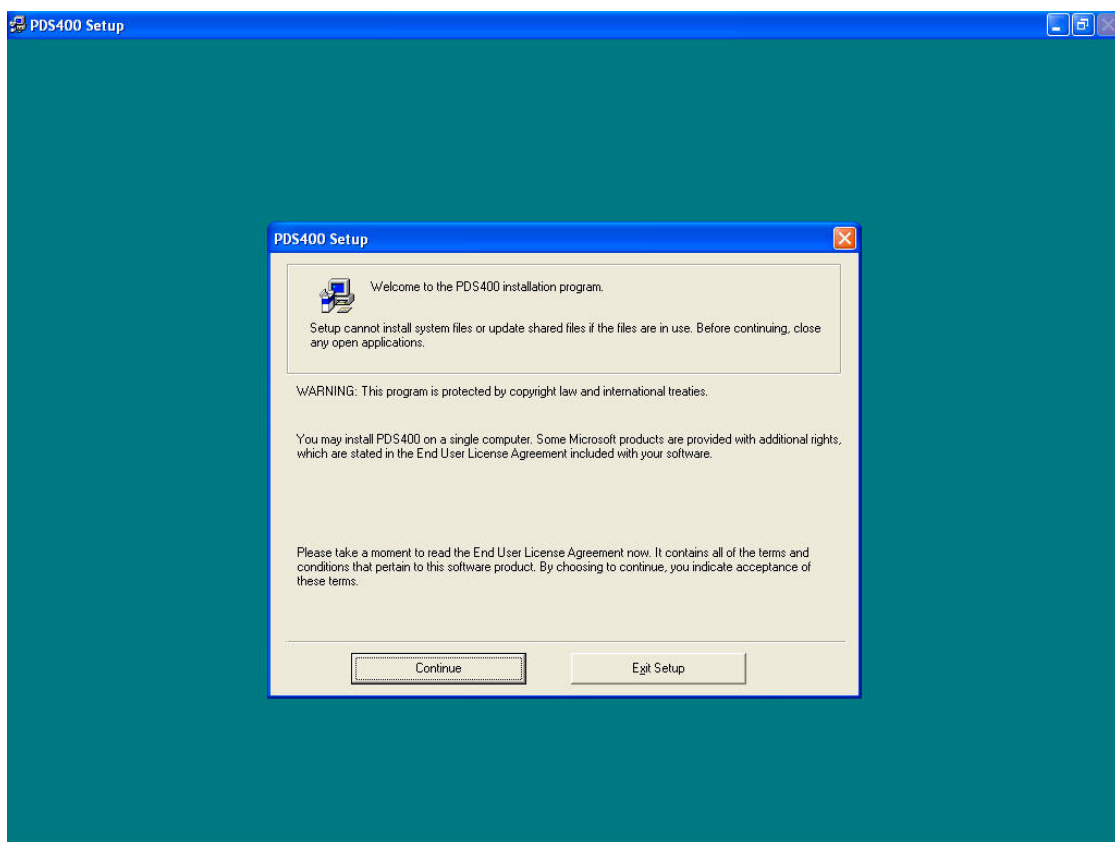 PDS400 Setup
PDS400 Setup
Welcome to the PDS400 installation program.
Setup cannot install system files or update shared files if the files are in use. Before continuing, close
any open applications.
WARNING: This program is protected by copyright law and international treaties.
You may install PDS400 on a single computer. Some Microsoft products are provided with additional rights,
which are stated in the End User License Agreement included with your software.
Please take a moment to read the End User License Agreement now. It contains all of the terms and
conditions that pertain to this software product. By choosing to continue, you indicate acceptance of
these terms.
Continue
Exit Setup